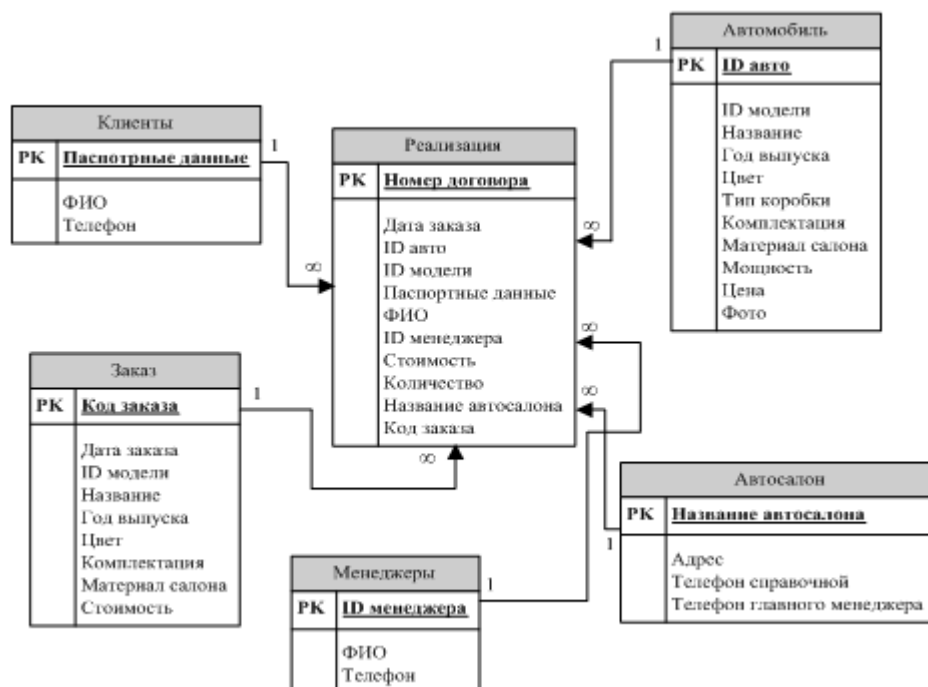 Автомобиль
1
PK ID авто
ID модели
Название
Год выпуска
Цвет
Тип коробки
Комплектация
Материал салона
Мощность
Цена
Фото
Клиенты
PK Паспотрные данные
1
ФИО
Телефон
∞
Реализация
PK Номер договора
Дата заказа
ID авто
ID модели
Паспортные данные
ФИО
ID менеджера
Стоимость
Количество
Название автосалона
Код заказа
∞
∞
∞
∞
Заказ
PK Код заказа
1
Дата заказа
ID модели
Название
Год выпуска
Цвет
Комплектация
Материал салона
Стоимость
Автосалон
PK Название автосалона
1
Адрес
Телефон справочной
Телефон главного менеджера
Менеджеры
1
PK ID менеджера
ФИО
Телефон